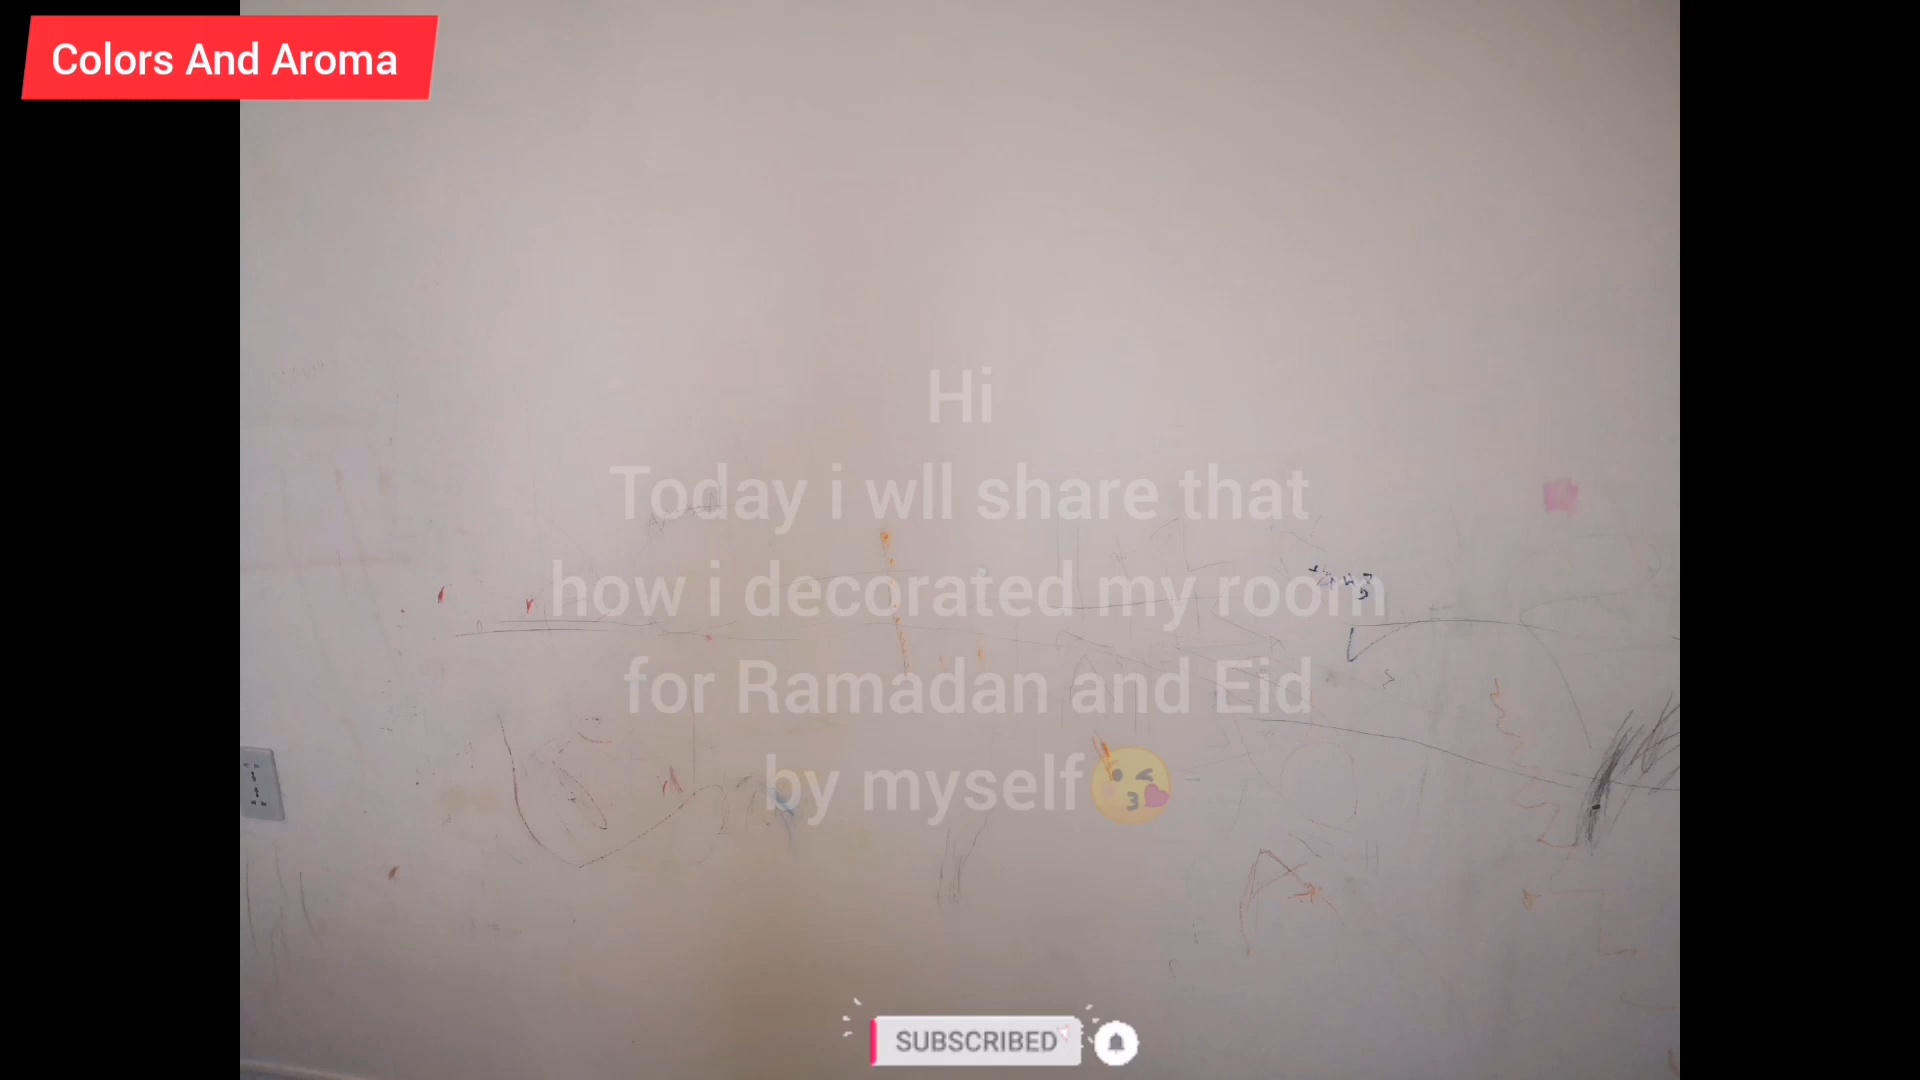 Colors And Aroma
Hi
Today i wll share that
how i decorated my room
for Ramadan and Eid
by myself😘
SUBSCRIBED